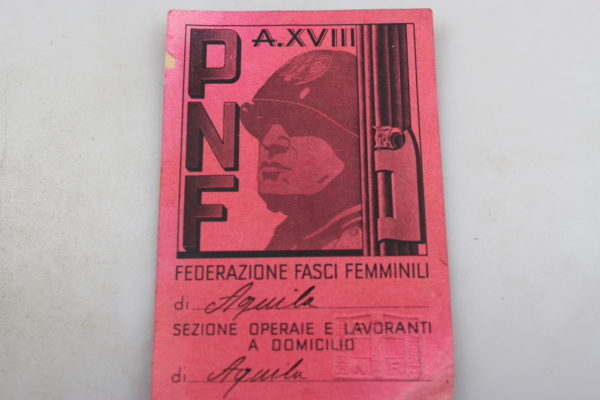 PNF
A.XVIII
FEDERAZIONE FASCI FEMMINILI
di Aquila
SEZIONE OPERAIE E LAVORANTI
A DOMICILIO
di Aquila
N F